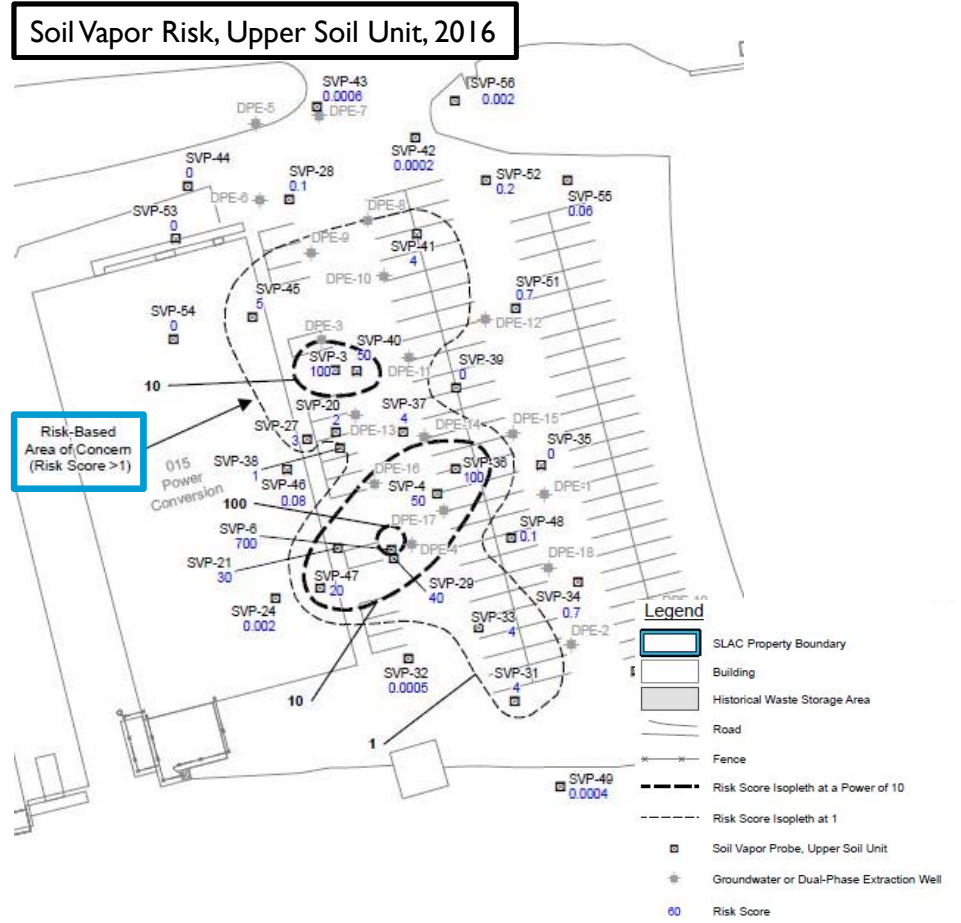 Soil Vapor Risk, Upper Soil Unit, 2016
SVP-43
0.0006
SVP-56
0.002
DPE-5
DPE-7
SVP-42
0.0002
SVP-44
0
SVP-28
0.1
SVP-52
0.2
SVP-55
0.06
DPE-6
SVP-53
0
DPE-8
DPE-9
SVP-41
4
DPE-10
SVP-45
5
SVP-51
0.7
SVP-54
0
DPE-3
DPE-12
SVP-40
50
SVP-3
100
DPE-11
SVP-39
0
10
SVP-20
2
SVP-37
4
Risk-Based
Area of Concern
(Risk Score >1)
SVP-27
3
DPE-13
DPE-14
DPE-15
SVP-35
0
015
Power
Conversion
SVP-38
1
SVP-36
100
DPE-16
SVP-46
0.08
SVP-4
50
DPE-1
100
DPE-17
SVP-6
700
SVP-48
0.1
DPE-4
SVP-21
30
DPE-18
SVP-47
20
SVP-29
40
SVP-24
0.002
SVP-34
0.7
SVP-33
4
DPE-2
SVP-32
0.0005
SVP-31
4
10
1
SVP-49
0.0004
Legend
SLAC Property Boundary
Building
Historical Waste Storage Area
Road
Fence
Risk Score Isopleth at a Power of 10
Risk Score Isopleth at 1
Soil Vapor Probe, Upper Soil Unit
Groundwater or Dual-Phase Extraction Well
60
Risk Score